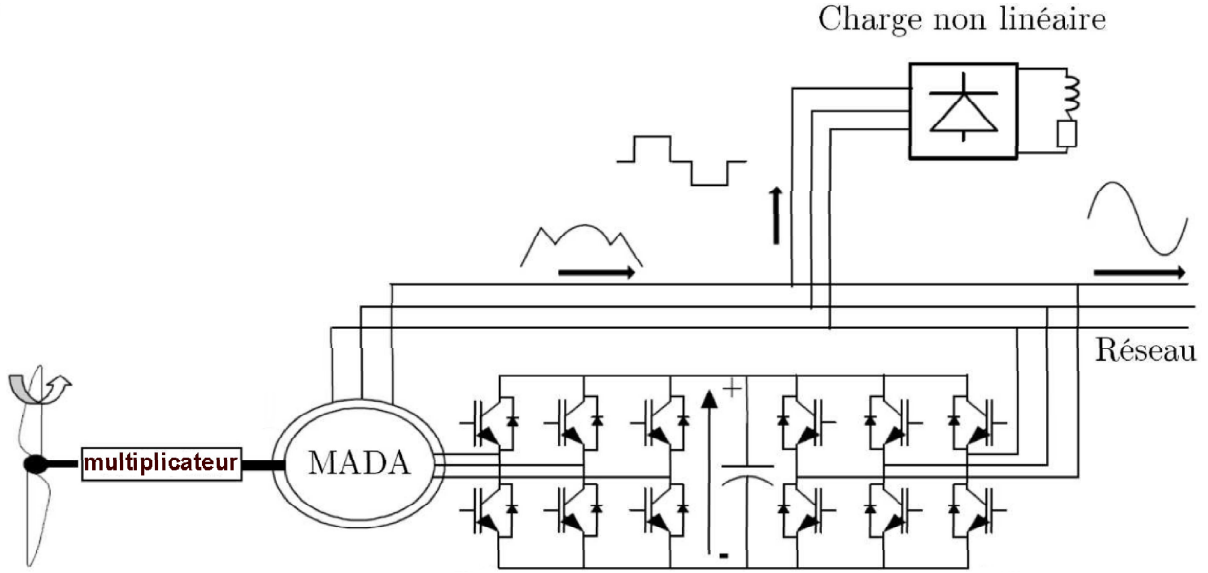 Charge non linéaire
Réseau
+
multiplicateur
MADA
-